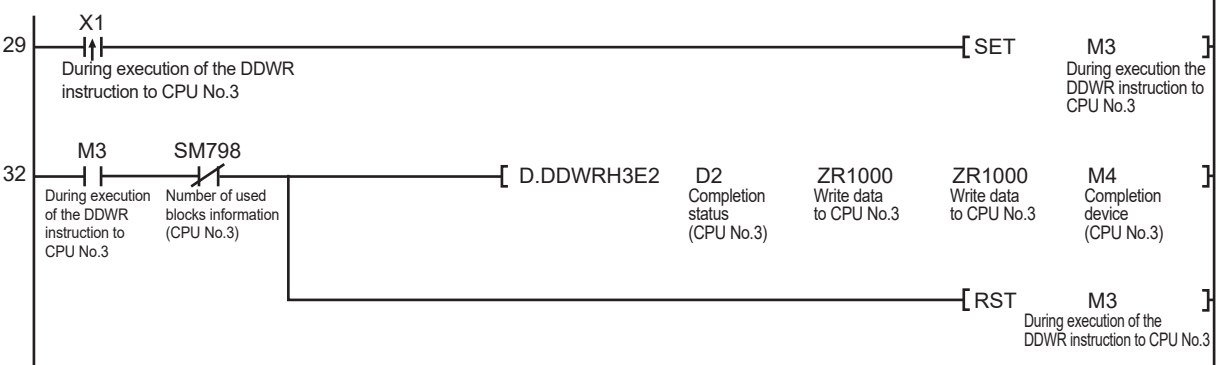 X1
29
SET M3
During execution of the DDWR
instruction to CPU No.3
During execution the
DDWR instruction to
CPU No.3
M3 SM798
32
D.DDWRH3E2 D2 ZR1000 ZR1000 M4
During execution
of the DDWR
instruction to
CPU No.3
Number of used
blocks information
(CPU No.3)
Completion
status
(CPU No.3)
Write data
to CPU No.3
Write data
to CPU No.3
Completion
device
(CPU No.3)
RST M3
During execution of the
DDWR instruction to CPU No.3